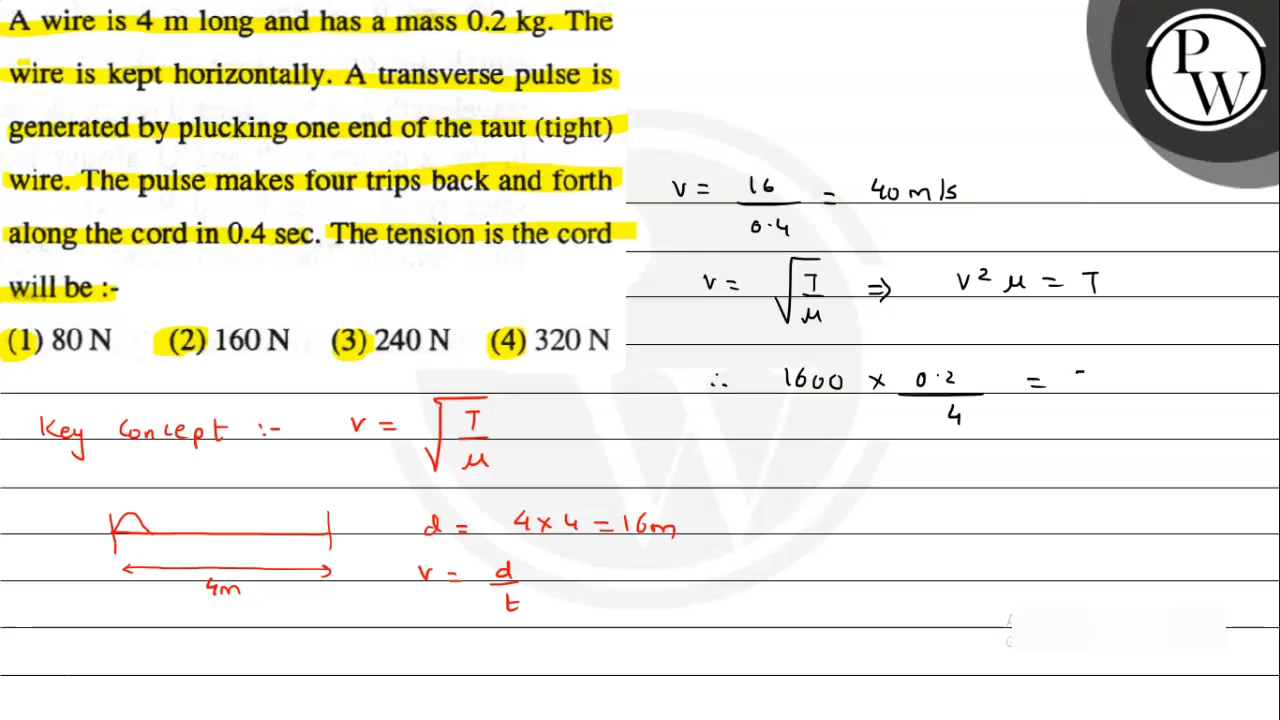 A wire is 4 m long and has a mass 0.2 kg. The
wire is kept horizontally. A transverse pulse is
generated by plucking one end of the taut (tight)
wire. The pulse makes four trips back and forth
along the cord in 0.4 sec. The tension is the cord
will be :-
(1) 80 N (2) 160 N (3) 240 N (4) 320 N
Key Concept :- v = √(T/μ)
4m
d = 4 × 4 = 16m
v = d/t
P
W
v = 16/0.4 = 40 m/s
v = √(T/μ) ⇒ v² μ = T
∴ 1600 × 0.2/4 =